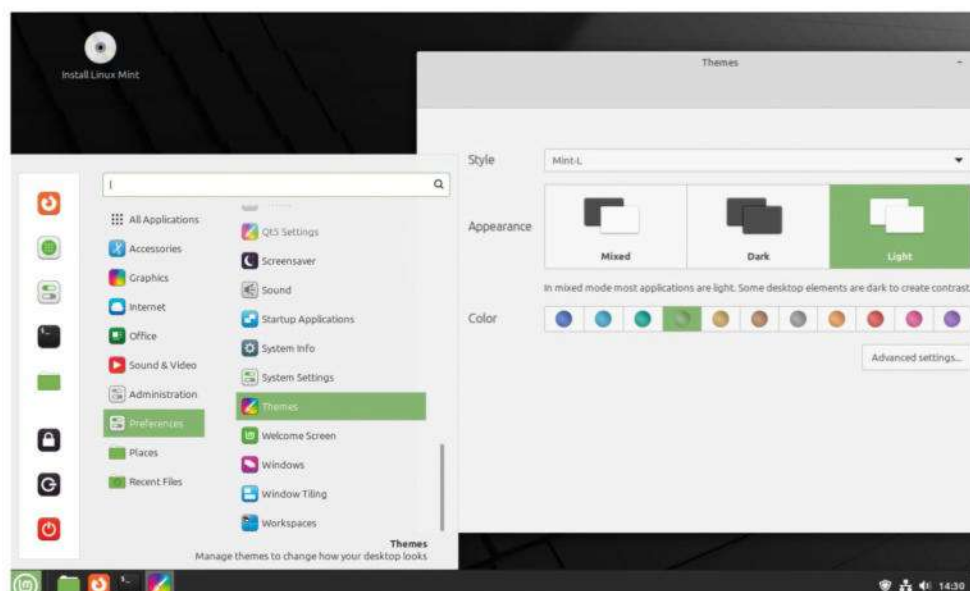 Install Linux Mint
Themes
Style
Mint-L
Appearance
Mixed
Dark
Light
In mixed mode most applications are light. Some desktop elements are dark to create contrast.
Color
Advanced settings...
All Applications
Accessories
Graphics
Internet
Office
Sound & Video
Administration
Preferences
Places
Recent Files
Qt5 Settings
Screensaver
Sound
Startup Applications
System Info
System Settings
Themes
Welcome Screen
Windows
Window Tiling
Workspaces
Themes
Manage themes to change how your desktop looks
14:30